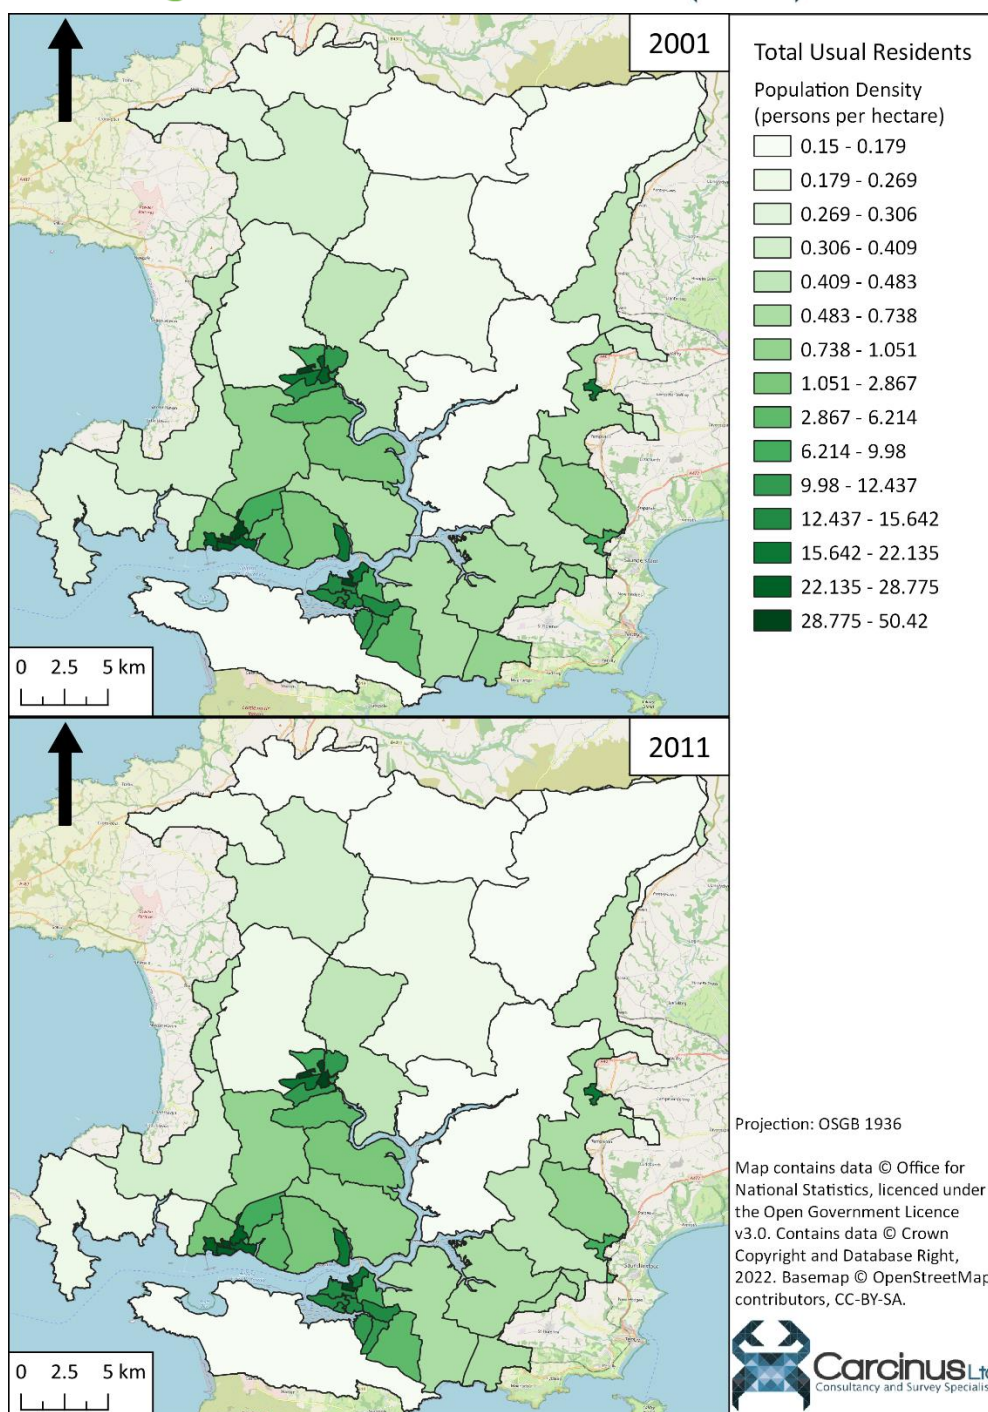 2001
Total Usual Residents
Population Density
(persons per hectare)
0.15 - 0.179
0.179 - 0.269
0.269 - 0.306
0.306 - 0.409
0.409 - 0.483
0.483 - 0.738
0.738 - 1.051
1.051 - 2.867
2.867 - 6.214
6.214 - 9.98
9.98 - 12.437
12.437 - 15.642
15.642 - 22.135
22.135 - 28.775
28.775 - 50.42
0 2.5 5 km
2011
0 2.5 5 km
Projection: OSGB 1936
Map contains data © Office for
National Statistics, licenced under
the Open Government Licence
v3.0. Contains data © Crown
Copyright and Database Right,
2022. Basemap © OpenStreetMap
contributors, CC-BY-SA.
Carcinus Ltd
Consultancy and Survey Specialis